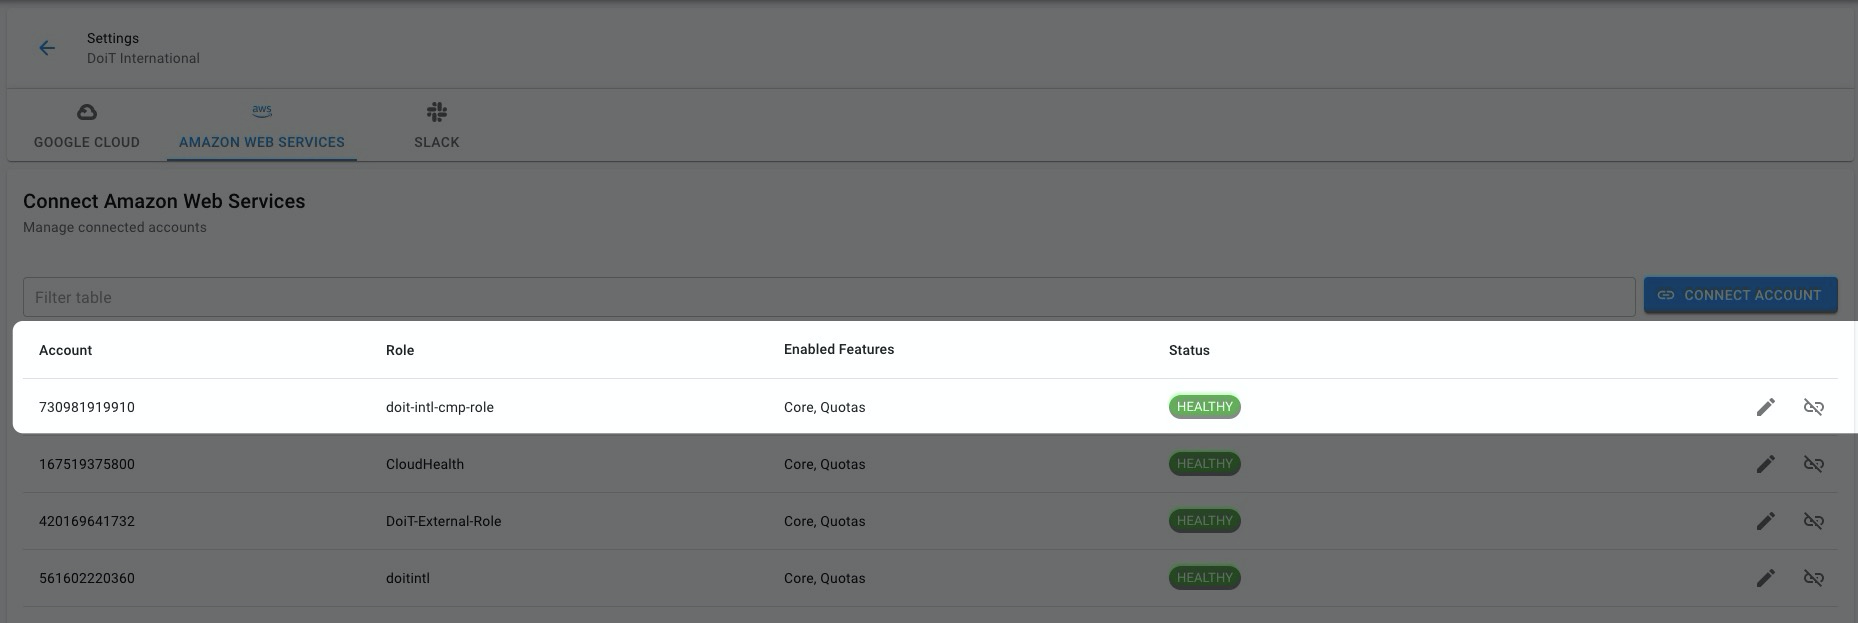 Settings
DoiT International
aws
GOOGLE CLOUD AMAZON WEB SERVICES SLACK
Connect Amazon Web Services
Manage connected accounts
Filter table CONNECT ACCOUNT
Account Role Enabled Features Status
730981919910 doit-intl-cmp-role Core, Quotas HEALTHY
167519375800 CloudHealth Core, Quotas HEALTHY
420169641732 DoiT-External-Role Core, Quotas HEALTHY
561602220360 doitintl Core, Quotas HEALTHY